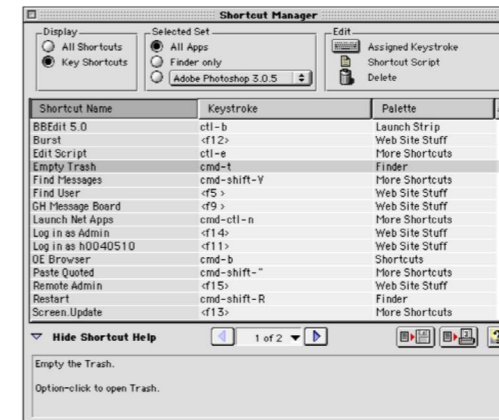 Shortcut Manager
Display
All Shortcuts
Key Shortcuts
Selected Set
All Apps
Finder only
Adobe Photoshop 3.0.5
Edit
Assigned Keystroke
Shortcut Script
Delete
Shortcut Name Keystroke Palette
BBEdit 5.0 ctl-b Launch Strip
Burst <f12> Web Site Stuff
Edit Script ctl-e More Shortcuts
Empty Trash cmd-t Finder
Find Messages cmd-shift-Y More Shortcuts
Find User <f5 > Web Site Stuff
GH Message Board <f9 > Web Site Stuff
Launch Net Apps cmd-ctl-n More Shortcuts
Log in as Admin <f14> Web Site Stuff
Log in as h0040510 <f11> Web Site Stuff
OE Browser cmd-b Shortcuts
Paste Quoted cmd-shift-~ More Shortcuts
Remote Admin <f15> Web Site Stuff
Restart cmd-shift-R Finder
Screen.Update <f13> More Shortcuts
Hide Shortcut Help 1 of 2
Empty the Trash.
Option-click to open Trash.